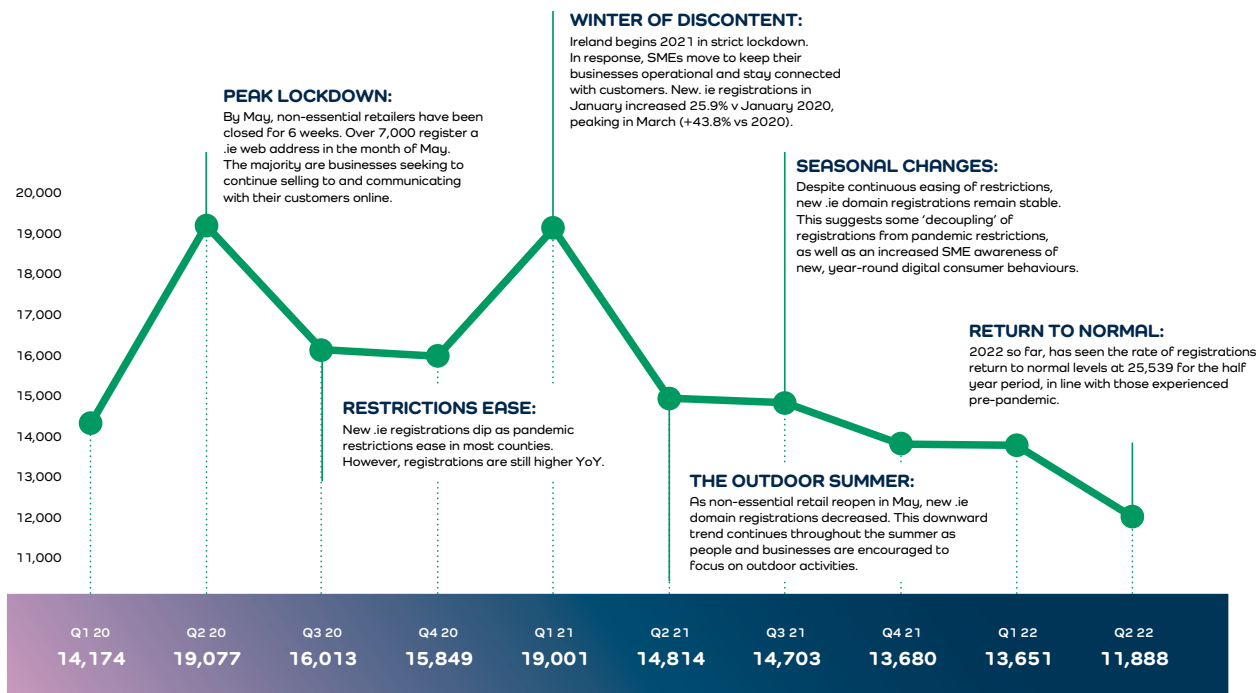 WINTER OF DISCONTENT:
Ireland begins 2021 in strict lockdown.
In response, SMEs move to keep their
businesses operational and stay connected
with customers. New. ie registrations in
January increased 25.9% v January 2020,
peaking in March (+43.8% vs 2020).
PEAK LOCKDOWN:
By May, non-essential retailers have been
closed for 6 weeks. Over 7,000 register a
.ie web address in the month of May.
The majority are businesses seeking to
continue selling to and communicating
with their customers online.
SEASONAL CHANGES:
Despite continuous easing of restrictions,
new .ie domain registrations remain stable.
This suggests some ‘decoupling’ of
registrations from pandemic restrictions,
as well as an increased SME awareness of
new, year-round digital consumer behaviours.
RETURN TO NORMAL:
2022 so far, has seen the rate of registrations
return to normal levels at 25,539 for the half
year period, in line with those experienced
pre-pandemic.
RESTRICTIONS EASE:
New .ie registrations dip as pandemic
restrictions ease in most counties.
However, registrations are still higher YoY.
THE OUTDOOR SUMMER:
As non-essential retail reopen in May, new .ie
domain registrations decreased. This downward
trend continues throughout the summer as
people and businesses are encouraged to
focus on outdoor activities.
20,000
19,000
18,000
17,000
16,000
15,000
14,000
13,000
12,000
11,000
Q1 20 Q2 20 Q3 20 Q4 20 Q1 21 Q2 21 Q3 21 Q4 21 Q1 22 Q2 22
14,174 19,077 16,013 15,849 19,001 14,814 14,703 13,680 13,651 11,888